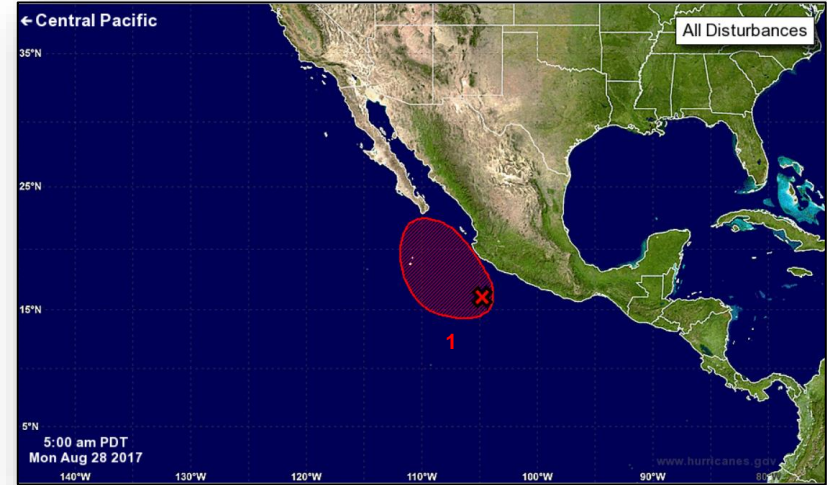 ← Central Pacific
All Disturbances
35°N
25°N
15°N
1
5°N
5:00 am PDT
Mon Aug 28 2017
www.hurricanes.gov
140°W 130°W 120°W 110°W 100°W 90°W 80°W